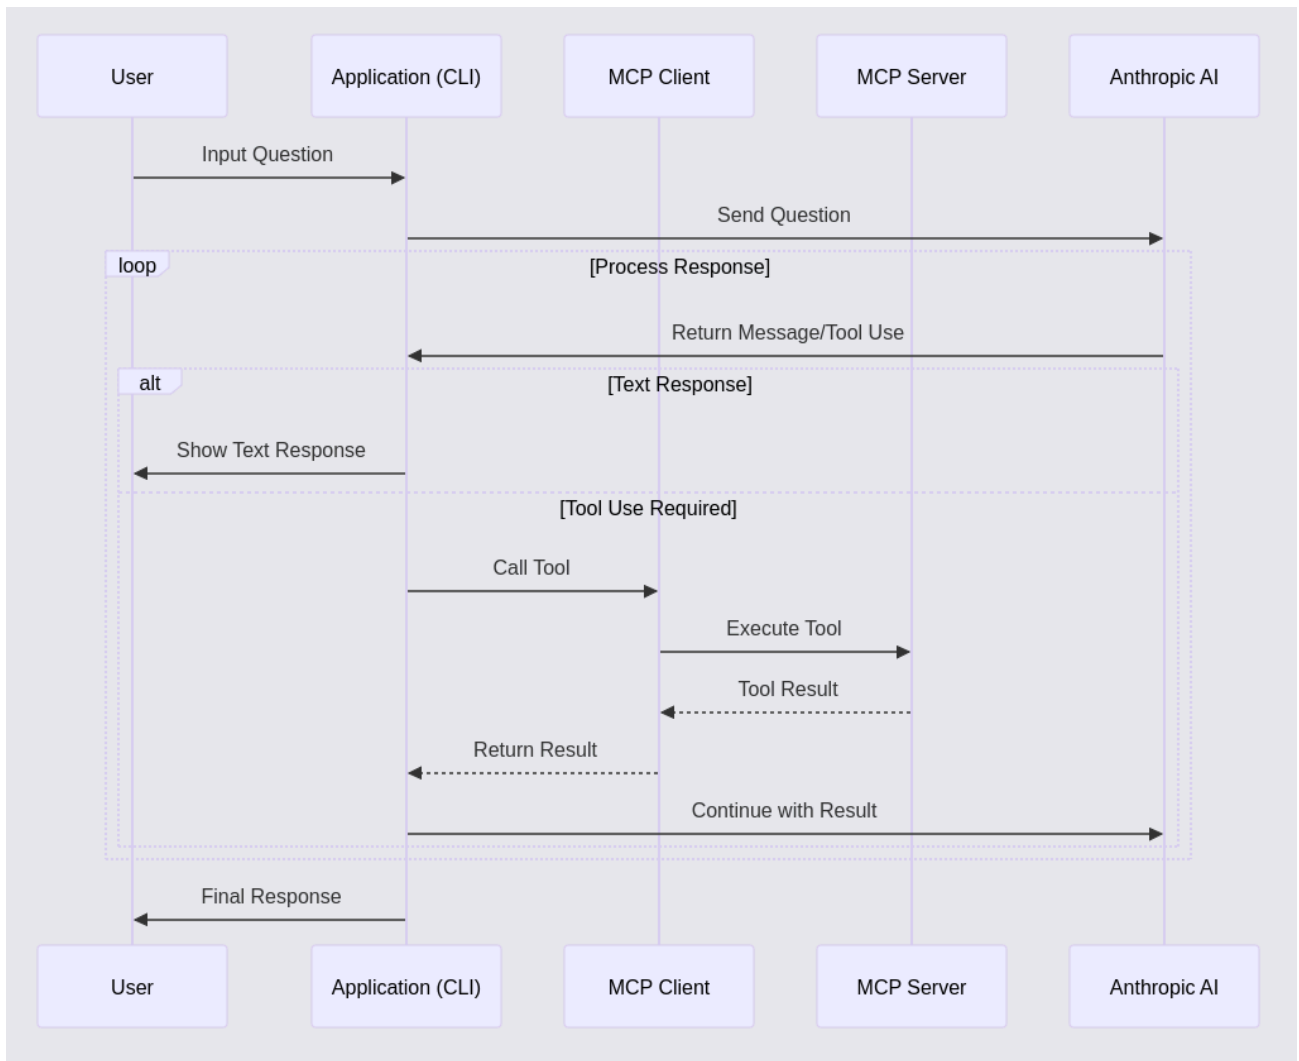 User
Application (CLI)
MCP Client
MCP Server
Anthropic AI
Input Question
Send Question
loop
[Process Response]
Return Message/Tool Use
alt
[Text Response]
Show Text Response
[Tool Use Required]
Call Tool
Execute Tool
Tool Result
Return Result
Continue with Result
Final Response
User
Application (CLI)
MCP Client
MCP Server
Anthropic AI